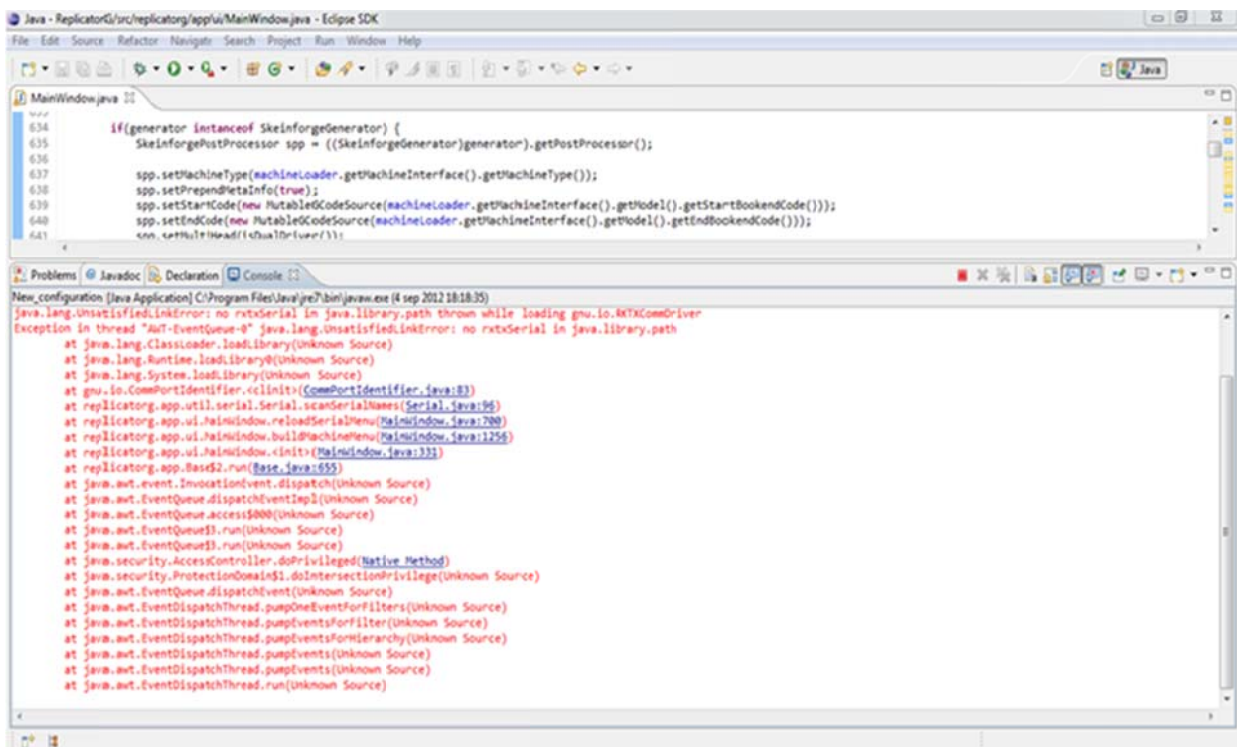 Java - ReplicatorG/src/replicatorg/app/ui/MainWindow.java - Eclipse SDK
File Edit Source Refactor Navigate Search Project Run Window Help
Java
MainWindow.java
634 if(generator instanceof SkeinforgeGenerator) {
635 SkeinforgePostProcessor spp = ((SkeinforgeGenerator)generator).getPostProcessor();
636
637 spp.setMachineType(machineLoader.getMachineInterface().getMachineType());
638 spp.setPrependMetaInfo(true);
639 spp.setStartCode(new MutableGCodeSource(machineLoader.getMachineInterface().getModel().getStartBookendCode()));
640 spp.setEndCode(new MutableGCodeSource(machineLoader.getMachineInterface().getModel().getEndBookendCode()));
641 spp.setMultiHead(isDualDriver());
Problems Javadoc Declaration Console
New_configuration [Java Application] C:\Program Files\Java\jre7\bin\javaw.exe (4 sep 2012 18:18:35)
java.lang.UnsatisfiedLinkError: no rxtxSerial in java.library.path thrown while loading gnu.io.RXTXCommDriver
Exception in thread "AWT-EventQueue-0" java.lang.UnsatisfiedLinkError: no rxtxSerial in java.library.path
at java.lang.ClassLoader.loadLibrary(Unknown Source)
at java.lang.Runtime.loadLibrary0(Unknown Source)
at java.lang.System.loadLibrary(Unknown Source)
at gnu.io.CommPortIdentifier.<clinit>(CommPortIdentifier.java:83)
at replicatorg.app.util.serial.Serial.scanSerialNames(Serial.java:96)
at replicatorg.app.ui.MainWindow.reloadSerialMenu(MainWindow.java:700)
at replicatorg.app.ui.MainWindow.buildMachineMenu(MainWindow.java:1256)
at replicatorg.app.ui.MainWindow.<init>(MainWindow.java:331)
at replicatorg.app.Base$2.run(Base.java:655)
at java.awt.event.InvocationEvent.dispatch(Unknown Source)
at java.awt.EventQueue.dispatchEventImpl(Unknown Source)
at java.awt.EventQueue.access$000(Unknown Source)
at java.awt.EventQueue$3.run(Unknown Source)
at java.awt.EventQueue$3.run(Unknown Source)
at java.security.AccessController.doPrivileged(Native Method)
at java.security.ProtectionDomain$1.doIntersectionPrivilege(Unknown Source)
at java.awt.EventQueue.dispatchEvent(Unknown Source)
at java.awt.EventDispatchThread.pumpOneEventForFilters(Unknown Source)
at java.awt.EventDispatchThread.pumpEventsForFilter(Unknown Source)
at java.awt.EventDispatchThread.pumpEventsForHierarchy(Unknown Source)
at java.awt.EventDispatchThread.pumpEvents(Unknown Source)
at java.awt.EventDispatchThread.pumpEvents(Unknown Source)
at java.awt.EventDispatchThread.run(Unknown Source)